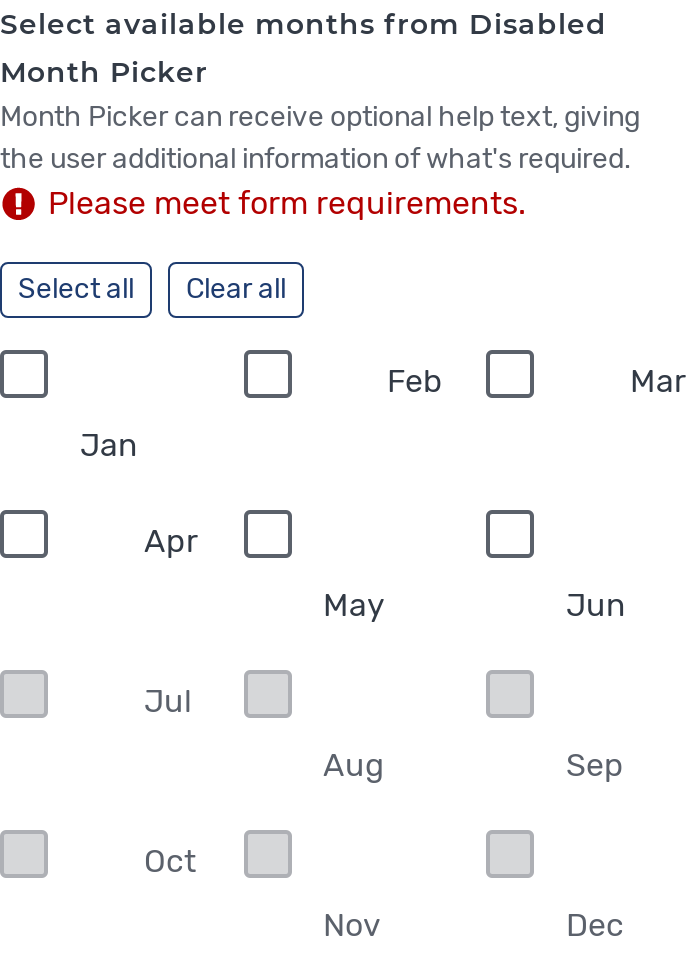 Select available months from Disabled
Month Picker
Month Picker can receive optional help text, giving
the user additional information of what's required.
Please meet form requirements.
Select all
Clear all
Jan
Feb
Mar
Apr
May
Jun
Jul
Aug
Sep
Oct
Nov
Dec